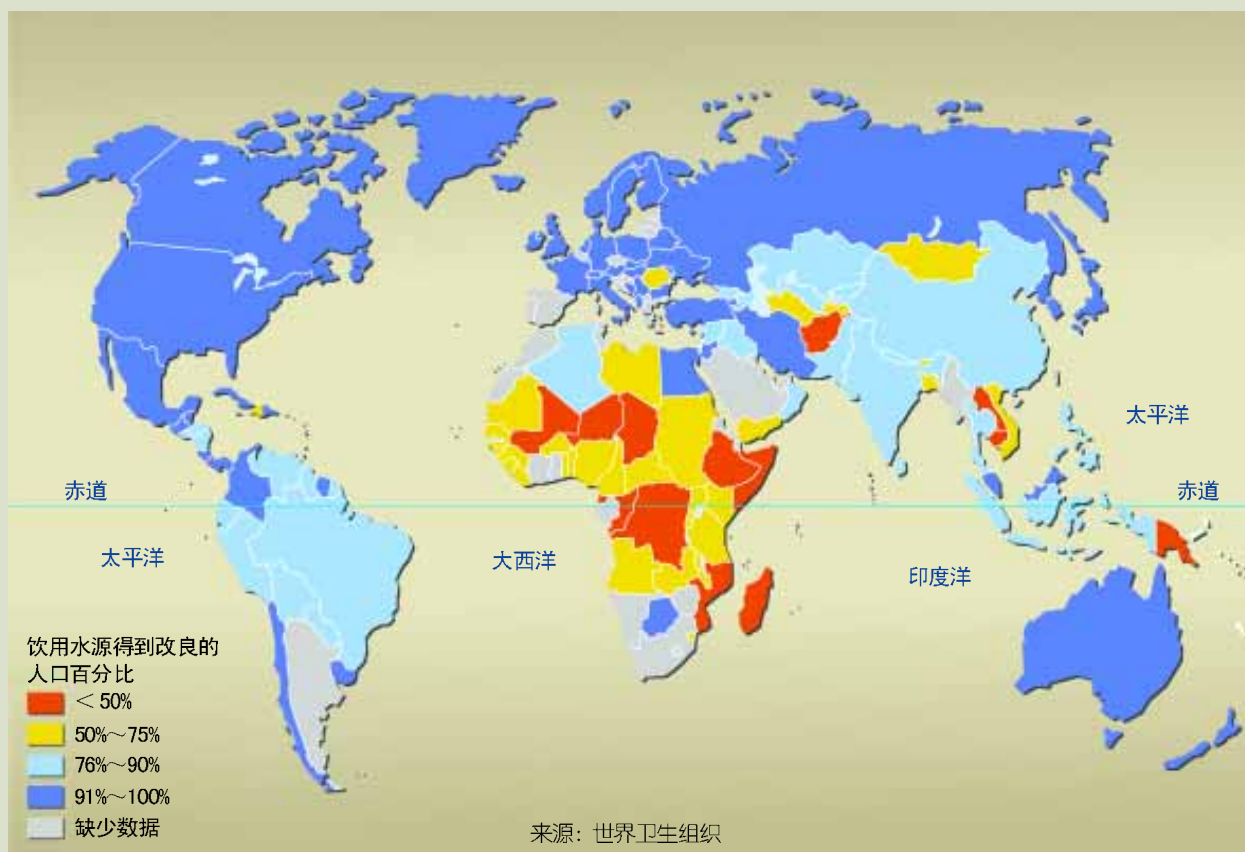 太平洋
赤道
赤道
太平洋
大西洋
印度洋
饮用水源得到改良的
人口百分比
< 50%
50%～75%
76%～90%
91%～100%
缺少数据
来源：世界卫生组织